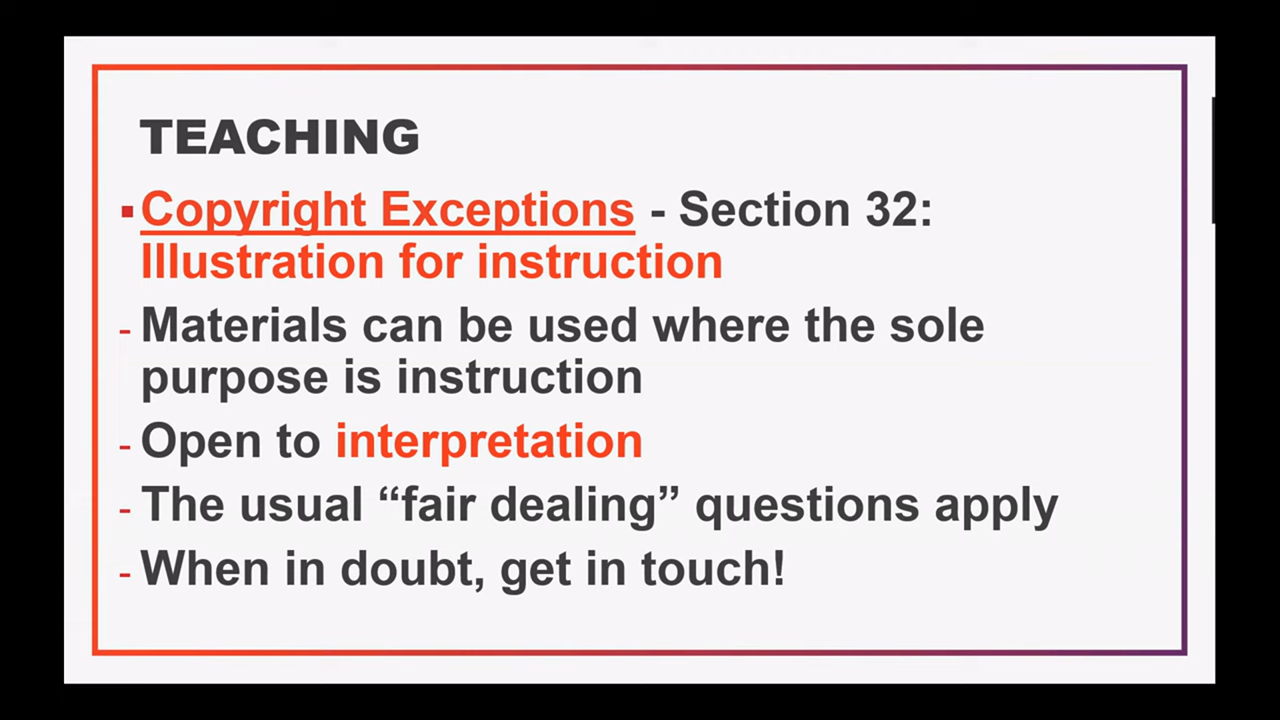 TEACHING
▪Copyright Exceptions - Section 32:
Illustration for instruction
- Materials can be used where the sole
purpose is instruction
- Open to interpretation
- The usual “fair dealing” questions apply
- When in doubt, get in touch!